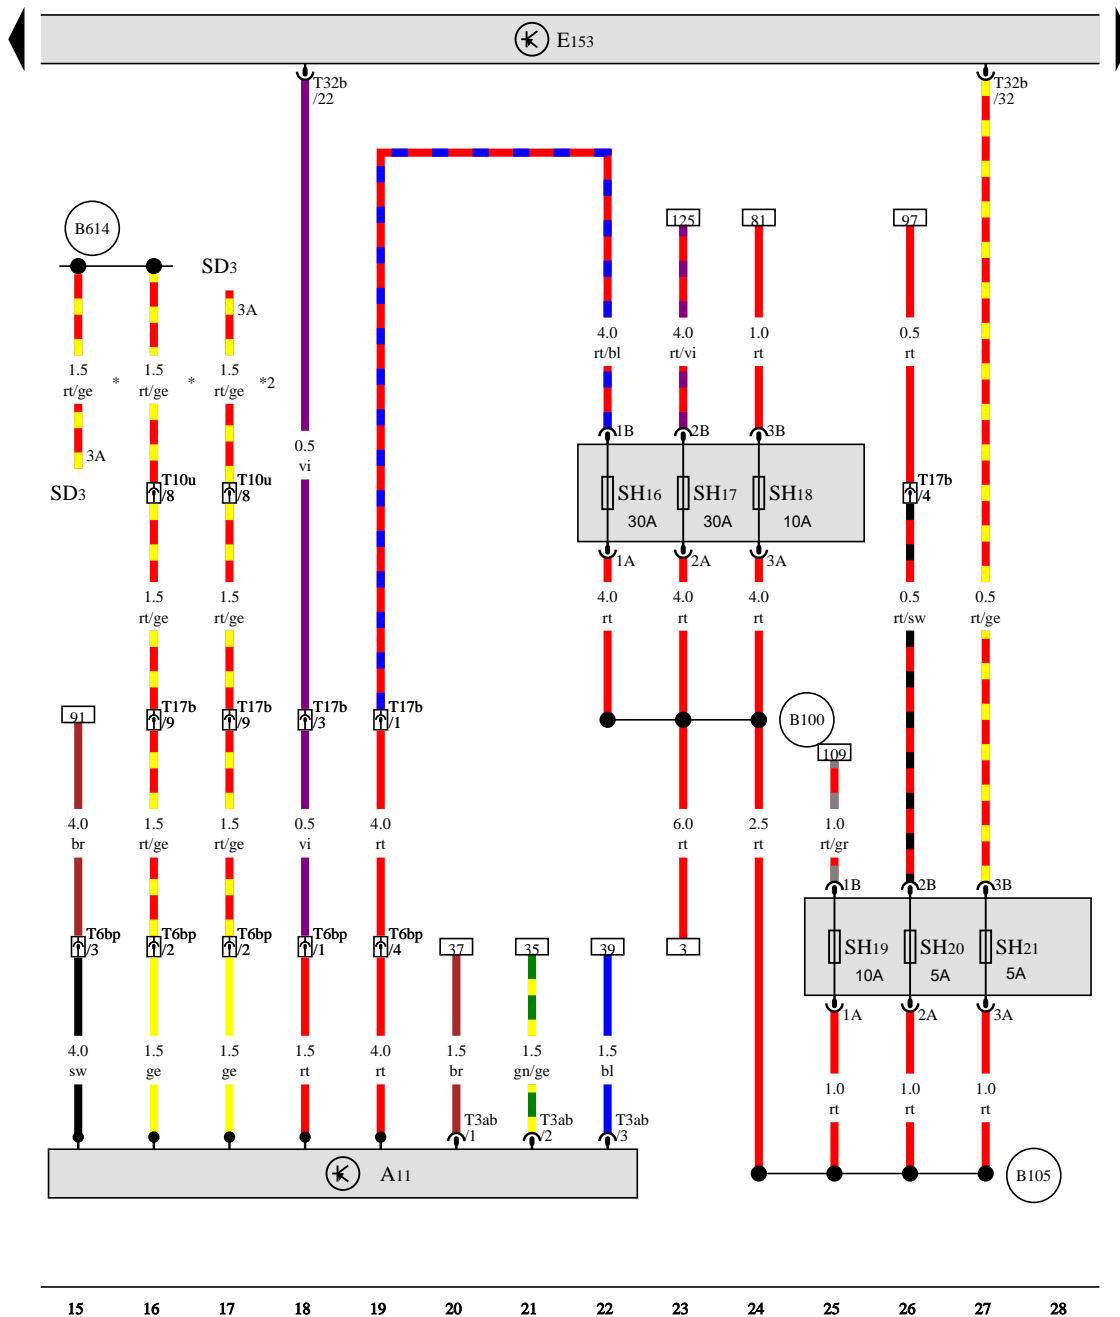 E153
T32b
/22
T32b
/32
B614
SD3
3A
125
81
97
4.0
rt/bl
4.0
rt/vi
1.0
rt
0.5
rt
1.5
rt/ge
*
1.5
rt/ge
*
1.5
rt/ge
*2
0.5
vi
1B
2B
3B
3A
SD3
T10u
/8
T10u
/8
SH16
30A
SH17
30A
SH18
10A
T17b
/4
1A
2A
3A
1.5
rt/ge
1.5
rt/ge
4.0
rt
4.0
rt
4.0
rt
0.5
rt/sw
0.5
rt/ge
91
T17b
/9
T17b
/9
T17b
/3
T17b
/1
B100
109
4.0
br
1.5
rt/ge
1.5
rt/ge
0.5
vi
4.0
rt
6.0
rt
2.5
rt
1.0
rt/gr
1B
2B
3B
T6bp
/3
T6bp
/2
T6bp
/2
T6bp
/1
T6bp
/4
37
35
39
3
SH19
10A
SH20
5A
SH21
5A
1A
2A
3A
4.0
sw
1.5
ge
1.5
ge
1.5
rt
4.0
rt
1.5
br
1.5
gn/ge
1.5
bl
1.0
rt
1.0
rt
1.0
rt
T3ab
/1
T3ab
/2
T3ab
/3
A11
B105
15 16 17 18 19 20 21 22 23 24 25 26 27 28